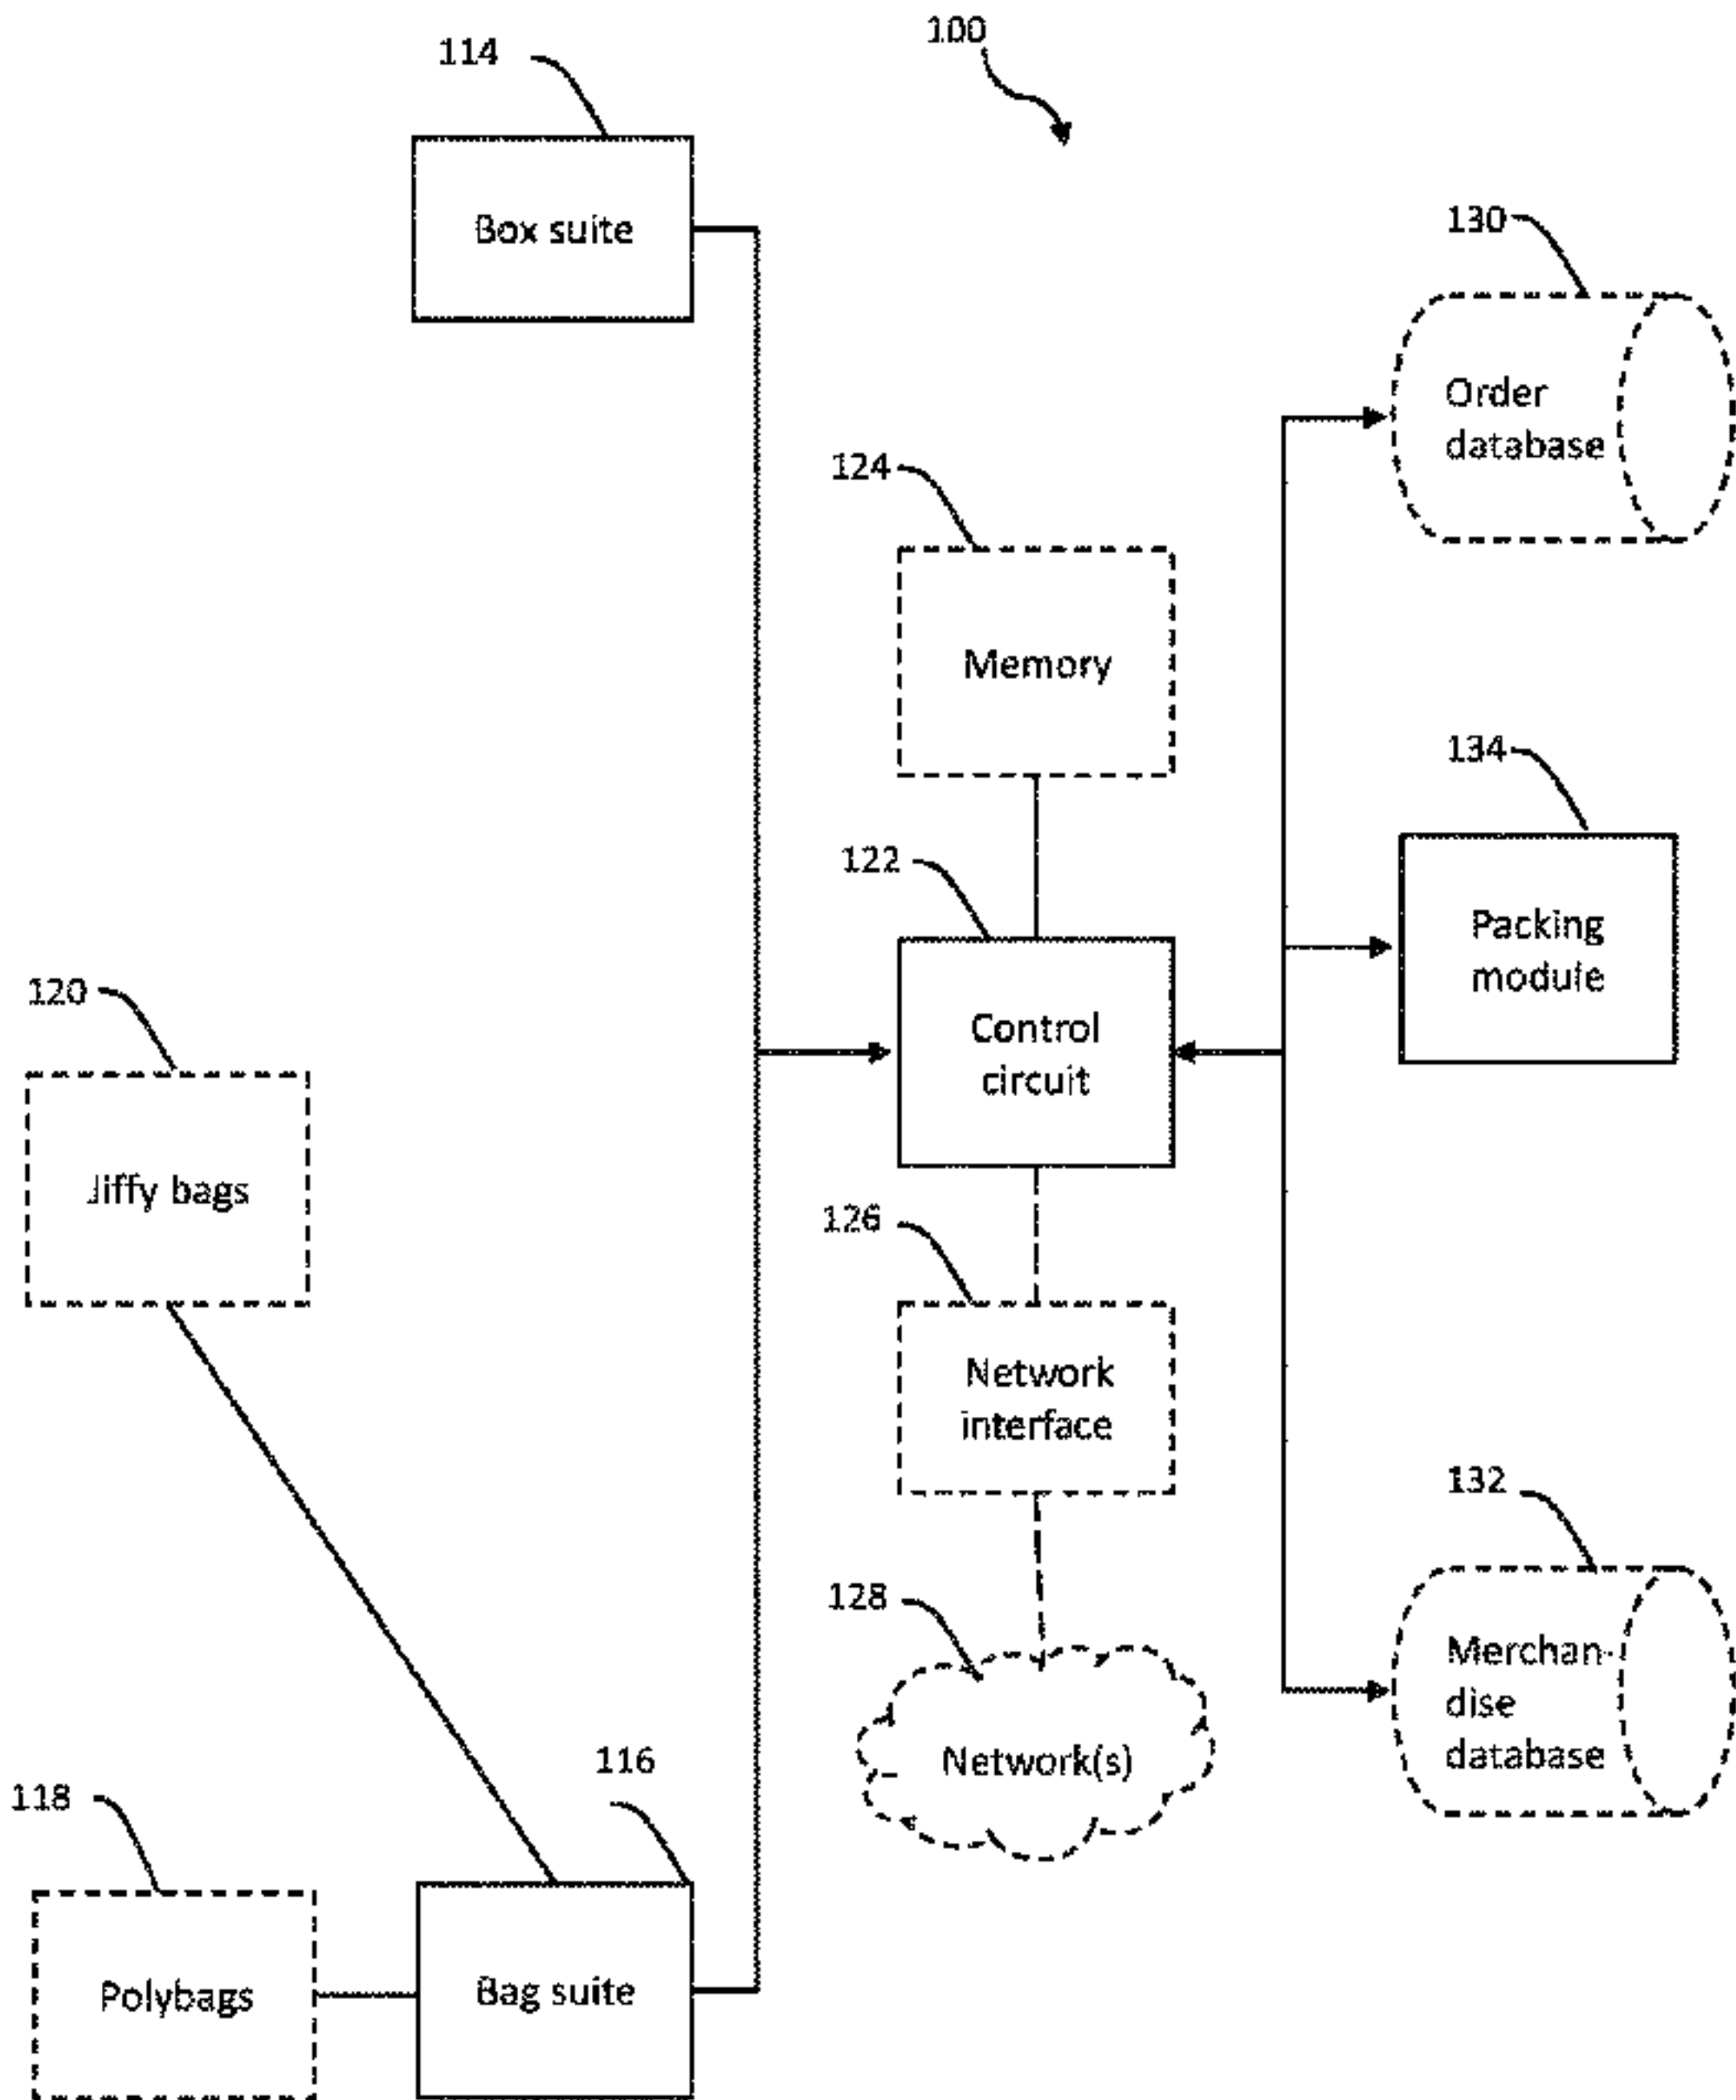 100
114
Box suite
130
Order
database
124
Memory
134
Packing
module
122
Control
circuit
120
Jiffy bags
126
Network
interface
132
Merchan-
dise
database
128
Network(s)
116
Bag suite
118
Polybags